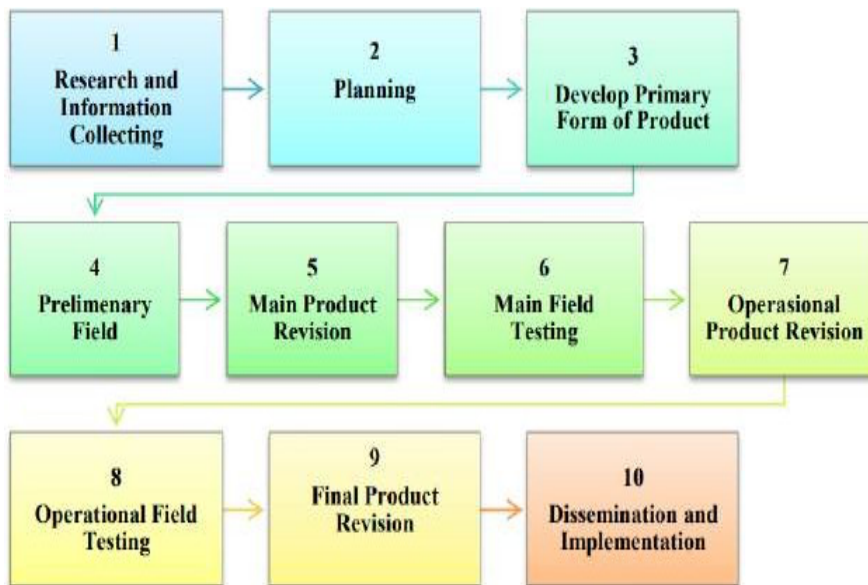 1
Research and
Information
Collecting
2
Planning
3
Develop Primary
Form of Product
4
Prelimenary
Field
5
Main Product
Revision
6
Main Field
Testing
7
Operasional
Product Revision
8
Operational Field
Testing
9
Final Product
Revision
10
Dissemination and
Implementation